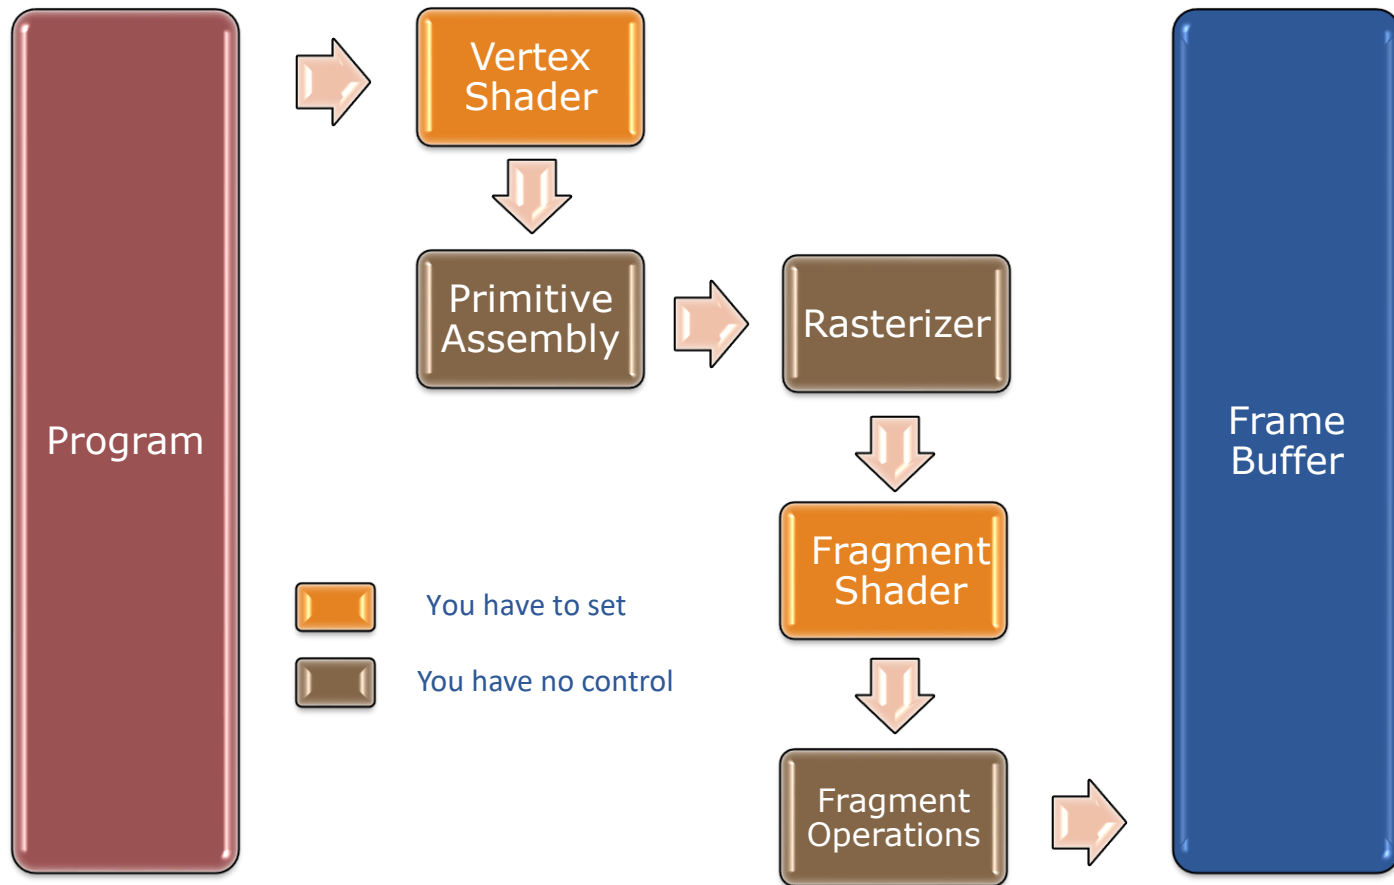 Program
Vertex
Shader
Primitive
Assembly
Rasterizer
Fragment
Shader
Fragment
Operations
Frame
Buffer
You have to set
You have no control